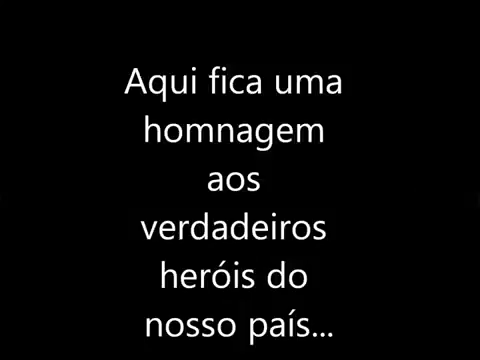 Aqui fica uma
homnagem
aos
verdadeiros
heróis do
nosso país...